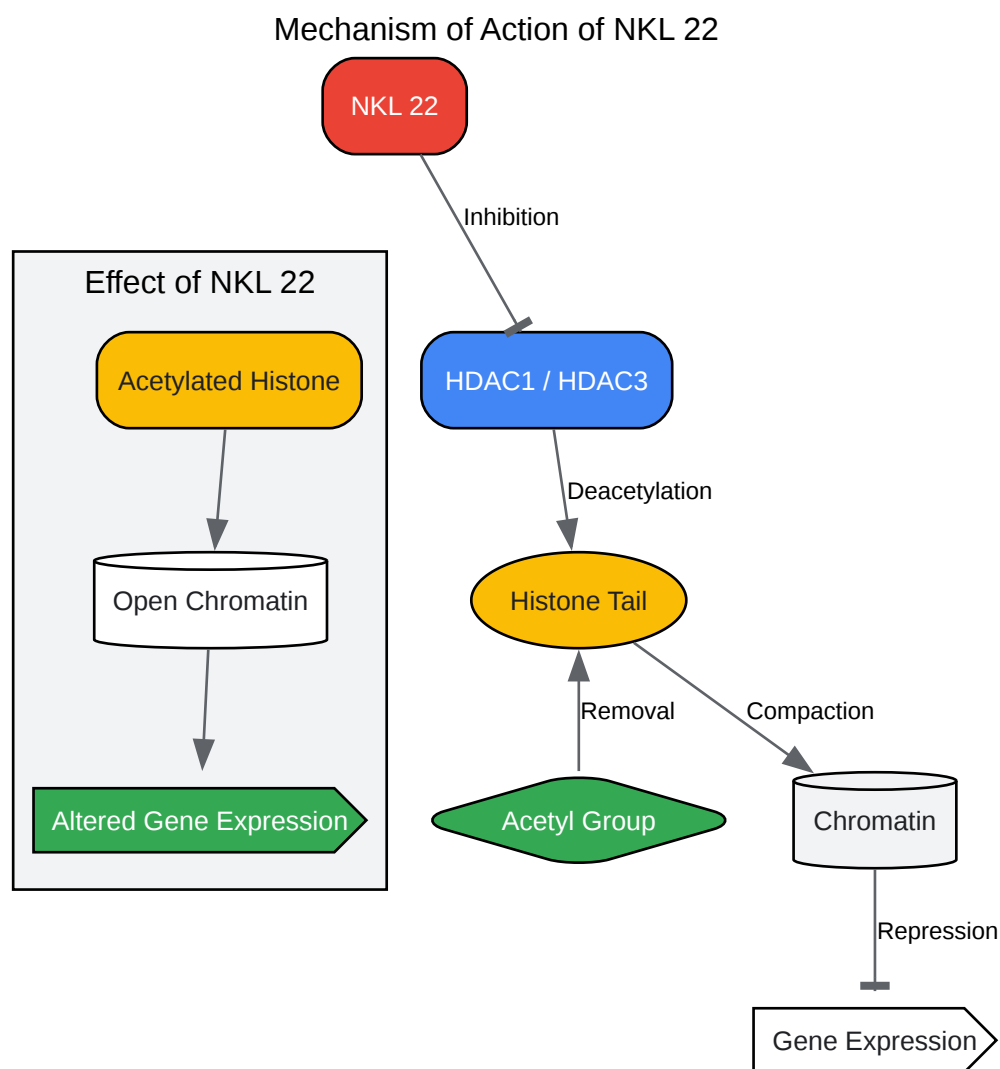 Mechanism of Action of NKL 22
NKL 22
Inhibition
Effect of NKL 22
Acetylated Histone
HDAC1 / HDAC3
Deacetylation
Open Chromatin
Histone Tail
Removal
Compaction
Altered Gene Expression
Acetyl Group
Chromatin
Repression
Gene Expression